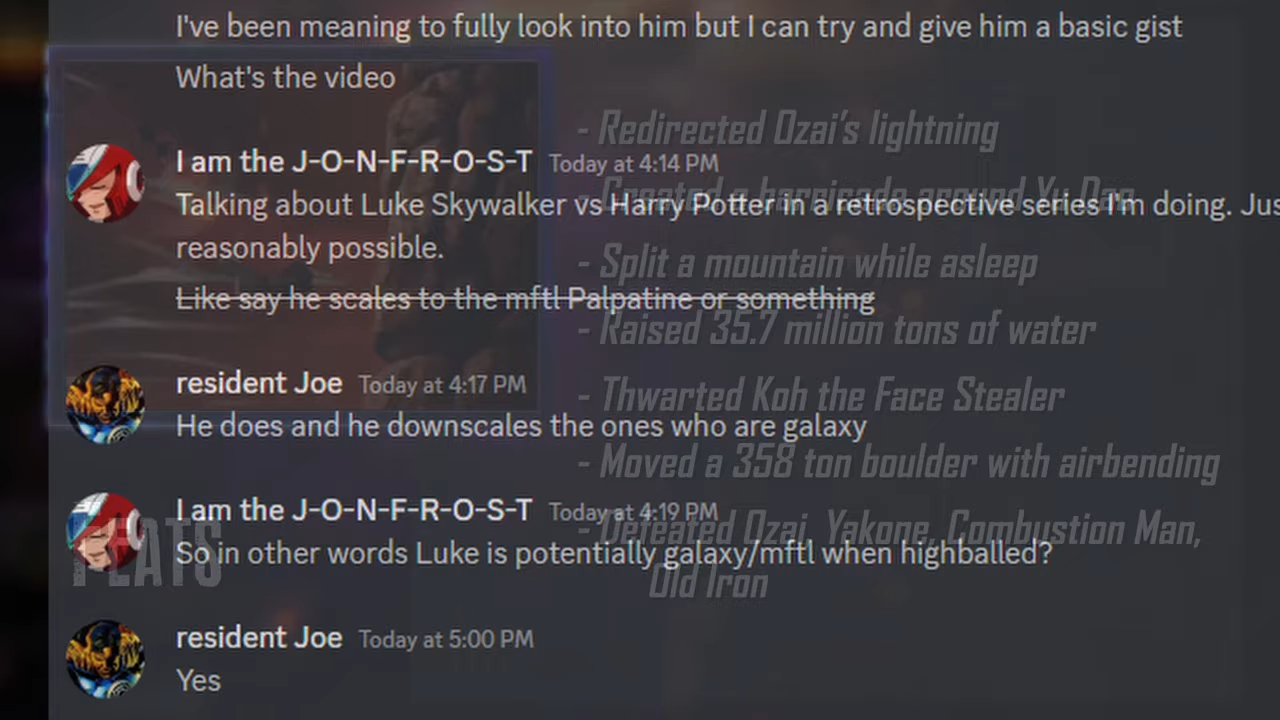 I've been meaning to fully look into him but I can try and give him a basic gist
What's the video
- Redirected Ozai's lightning
I am the J-O-N-F-R-O-S-T Today at 4:14 PM
- Created a barricade around Yu Dao
Talking about Luke Skywalker vs Harry Potter in a retrospective series I'm doing. Jus
reasonably possible.
- Split a mountain while asleep
Like say he scales to the mftl Palpatine or something
- Raised 35.7 million tons of water
resident Joe Today at 4:17 PM
- Thwarted Koh the Face Stealer
He does and he downscales the ones who are galaxy
- Moved a 358 ton boulder with airbending
I am the J-O-N-F-R-O-S-T Today at 4:19 PM
- Defeated Ozai, Yakone, Combustion Man,
Old Iron
FEATS
So in other words Luke is potentially galaxy/mftl when highballed?
resident Joe Today at 5:00 PM
Yes